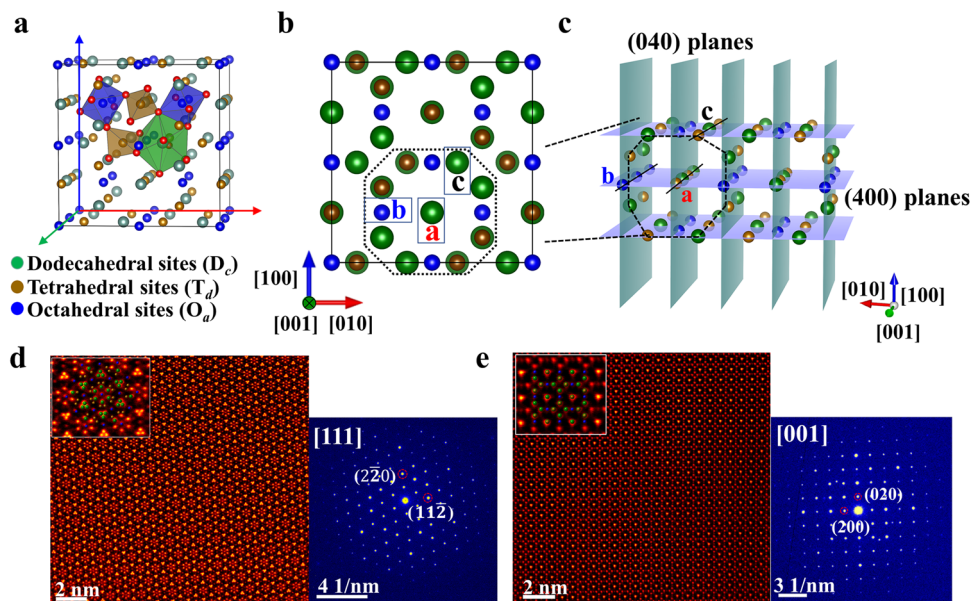 a
b
c
(040) planes
(400) planes
c
b
a
c
b
a
Dodecahedral sites (Dc)
Tetrahedral sites (Td)
Octahedral sites (Oa)
[100]
[001] [010]
[010]
[100]
[001]
d
e
[111]
(22̅0)
(112̅)
2 nm
4 1/nm
[001]
(020)
(200)
2 nm
3 1/nm